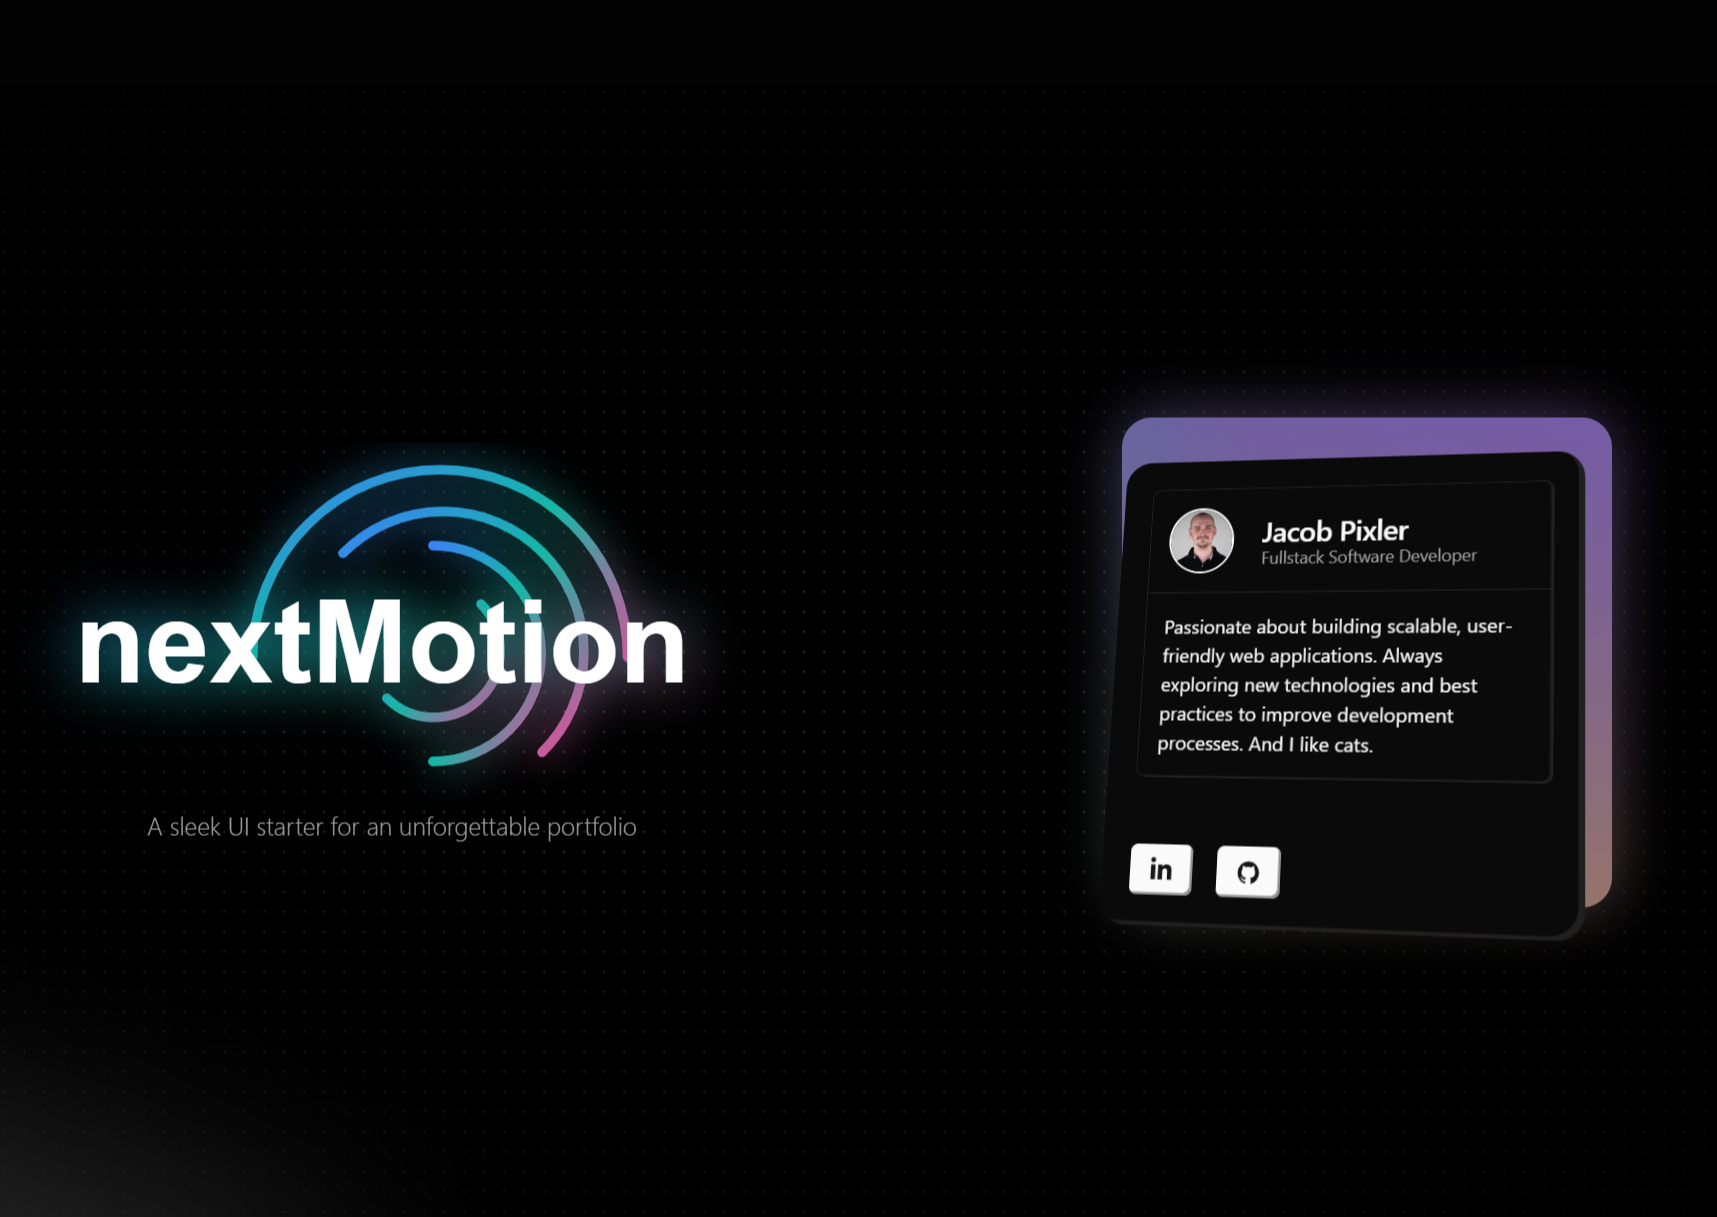 nextMotion
A sleek UI starter for an unforgettable portfolio
Jacob Pixler
Fullstack Software Developer
Passionate about building scalable, user-
friendly web applications. Always
exploring new technologies and best
practices to improve development
processes. And I like cats.
in